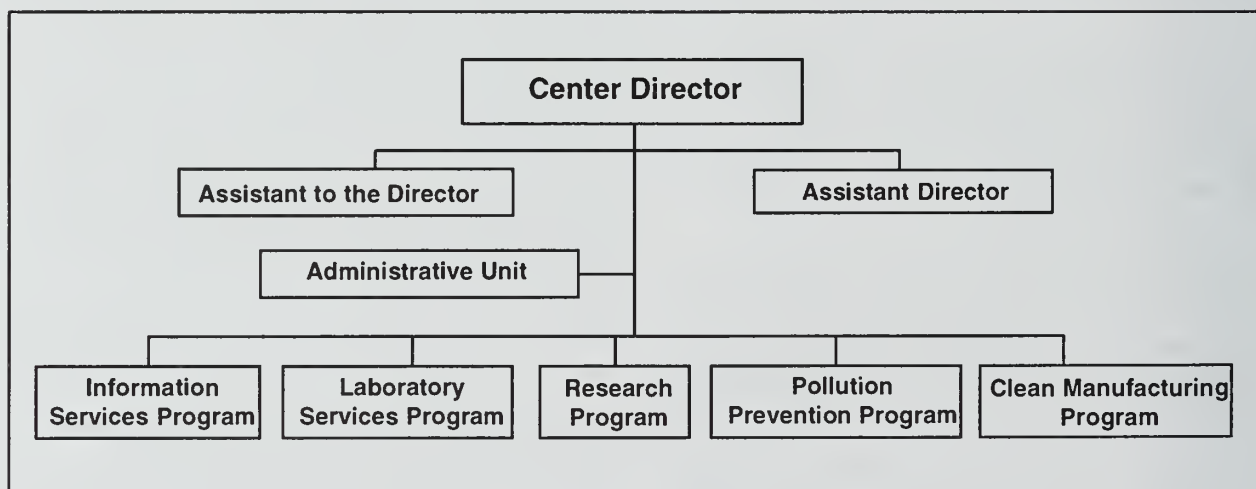 Center Director
Assistant to the Director
Assistant Director
Administrative Unit
Information
Services Program
Laboratory
Services Program
Research
Program
Pollution
Prevention Program
Clean Manufacturing
Program